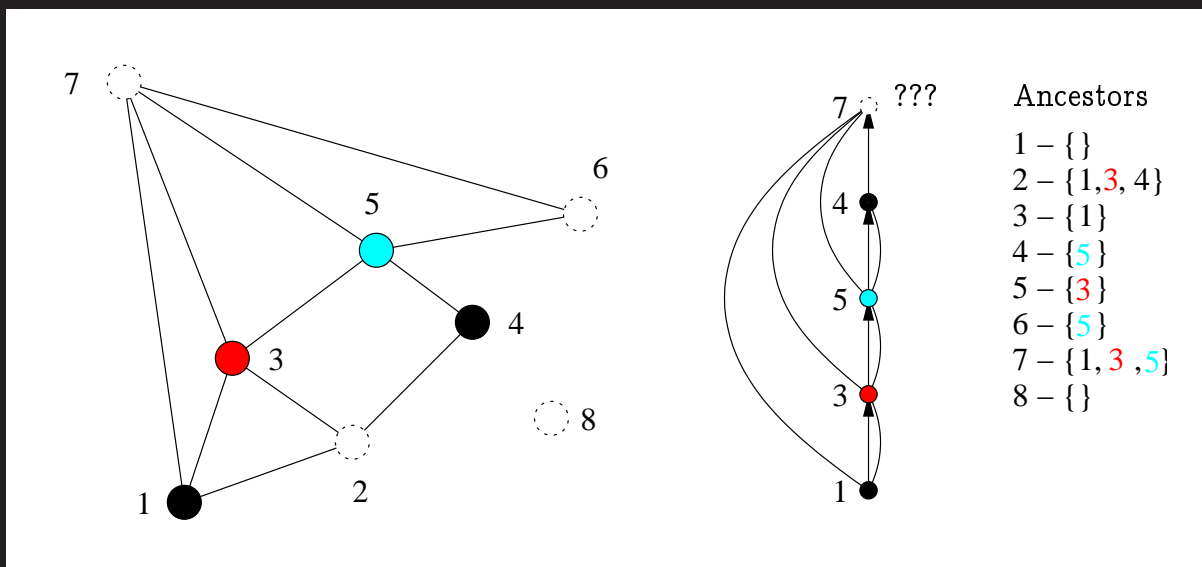 7
6
5
4
3
8
2
1
7 ???
4
5
3
1
Ancestors
1 – {}
2 – {1,3, 4}
3 – {1}
4 – {5}
5 – {3}
6 – {5}
7 – {1, 3 ,5}
8 – {}